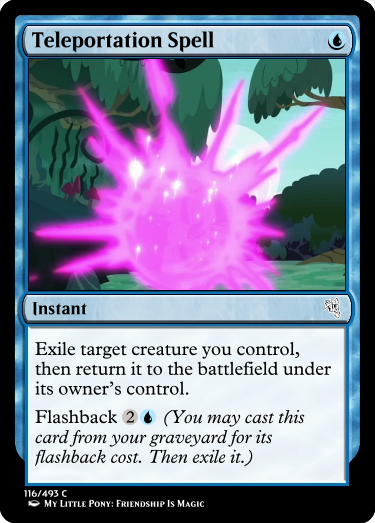 Teleportation Spell
Instant
Exile target creature you control,
then return it to the battlefield under
its owner's control.
Flashback 2 (You may cast this
card from your graveyard for its
flashback cost. Then exile it.)
116/493 C
My Little Pony: Friendship Is Magic